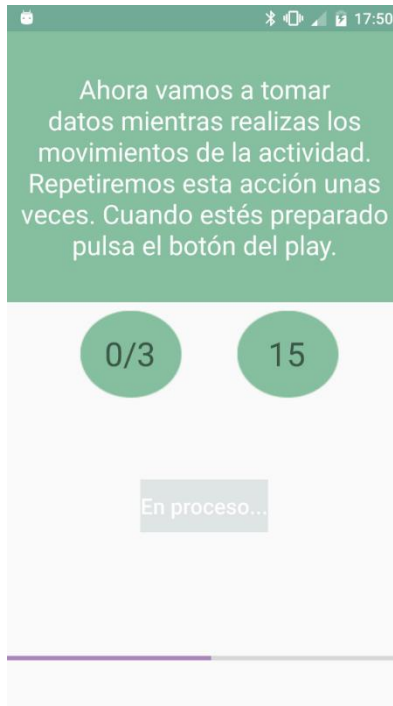 17:50
Ahora vamos a tomar
datos mientras realizas los
movimientos de la actividad.
Repetiremos esta acción unas
veces. Cuando estés preparado
pulsa el botón del play.
0/3 15
En proceso...